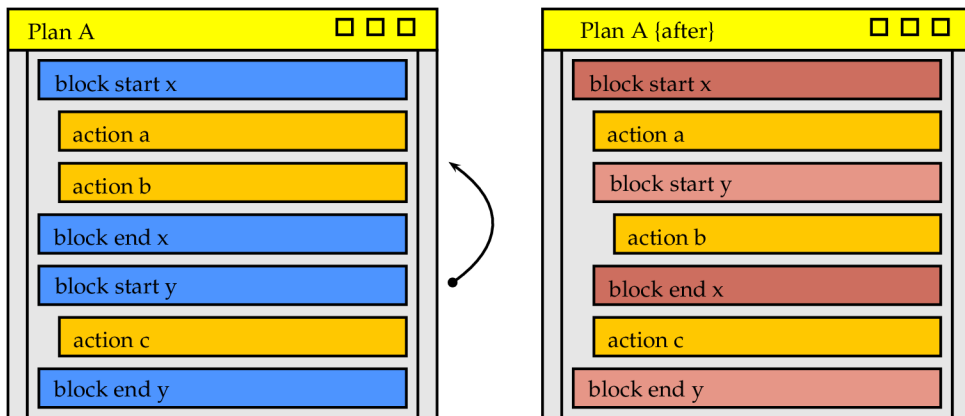 Plan A
block start x
action a
action b
block end x
block start y
action c
block end y
Plan A {after}
block start x
action a
block start y
action b
block end x
action c
block end y